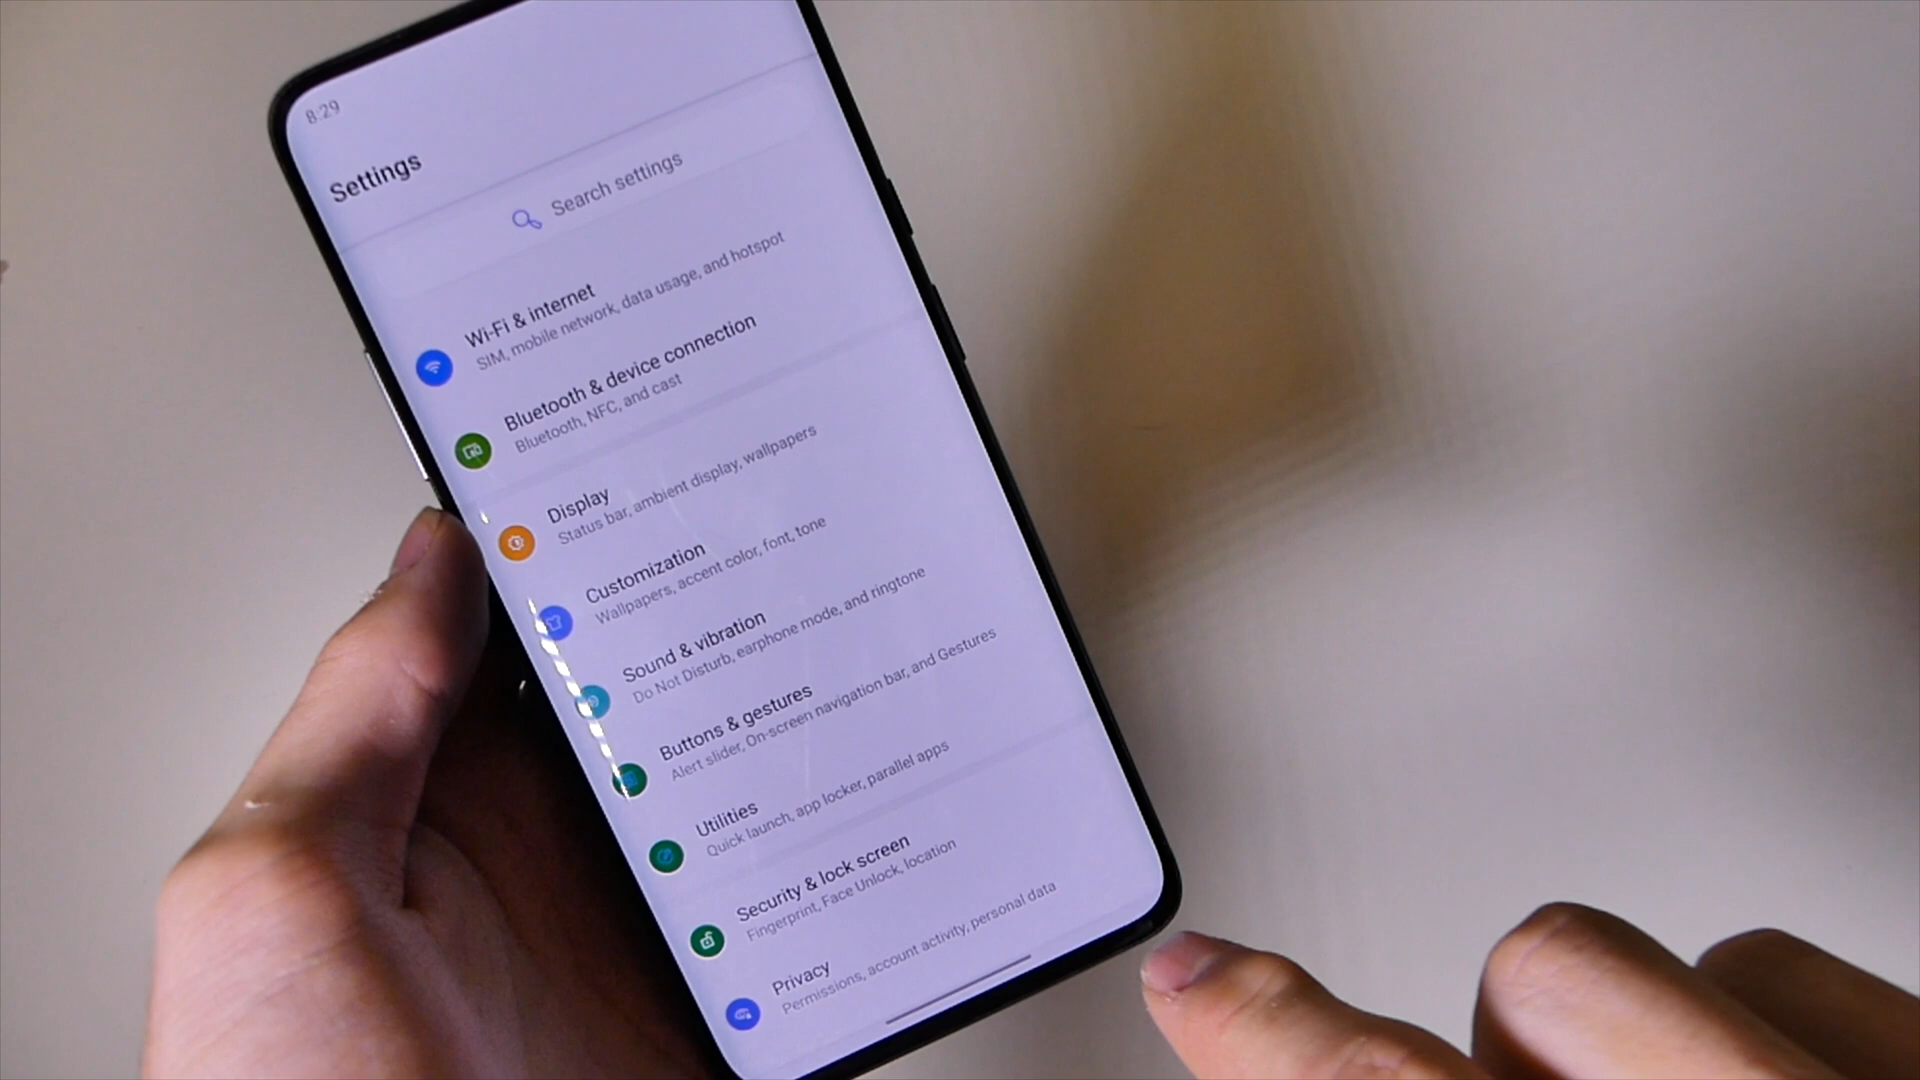 8:29
Settings
Search settings
Wi-Fi & internet
SIM, mobile network, data usage, and hotspot
Bluetooth & device connection
Bluetooth, NFC, and cast
Display
Status bar, ambient display, wallpapers
Customization
Wallpapers, accent color, font, tone
Sound & vibration
Do Not Disturb, earphone mode, and ringtone
Buttons & gestures
Alert slider, On-screen navigation bar, and Gestures
Utilities
Quick launch, app locker, parallel apps
Security & lock screen
Fingerprint, Face Unlock, location
Privacy
Permissions, account activity, personal data